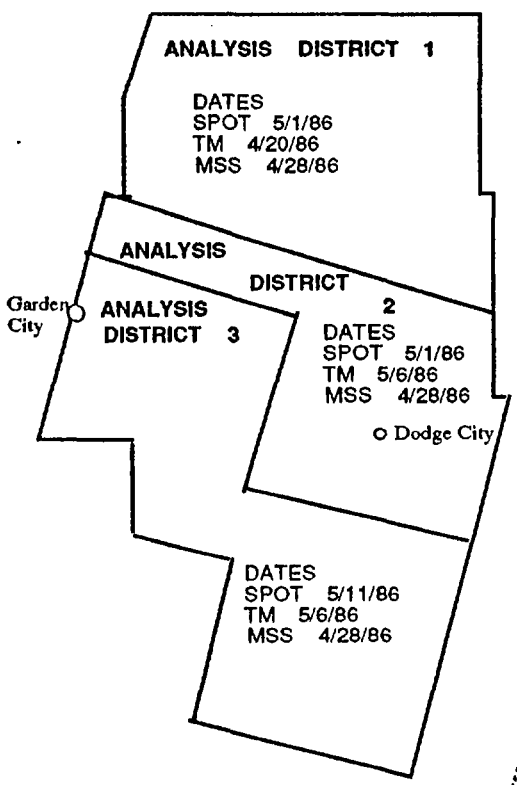 ANALYSIS DISTRICT 1
DATES
SPOT 5/1/86
TM 4/20/86
MSS 4/28/86
ANALYSIS
DISTRICT
2
Garden
City
ANALYSIS
DISTRICT 3
DATES
SPOT 5/1/86
TM 5/6/86
MSS 4/28/86
Dodge City
DATES
SPOT 5/11/86
TM 5/6/86
MSS 4/28/86